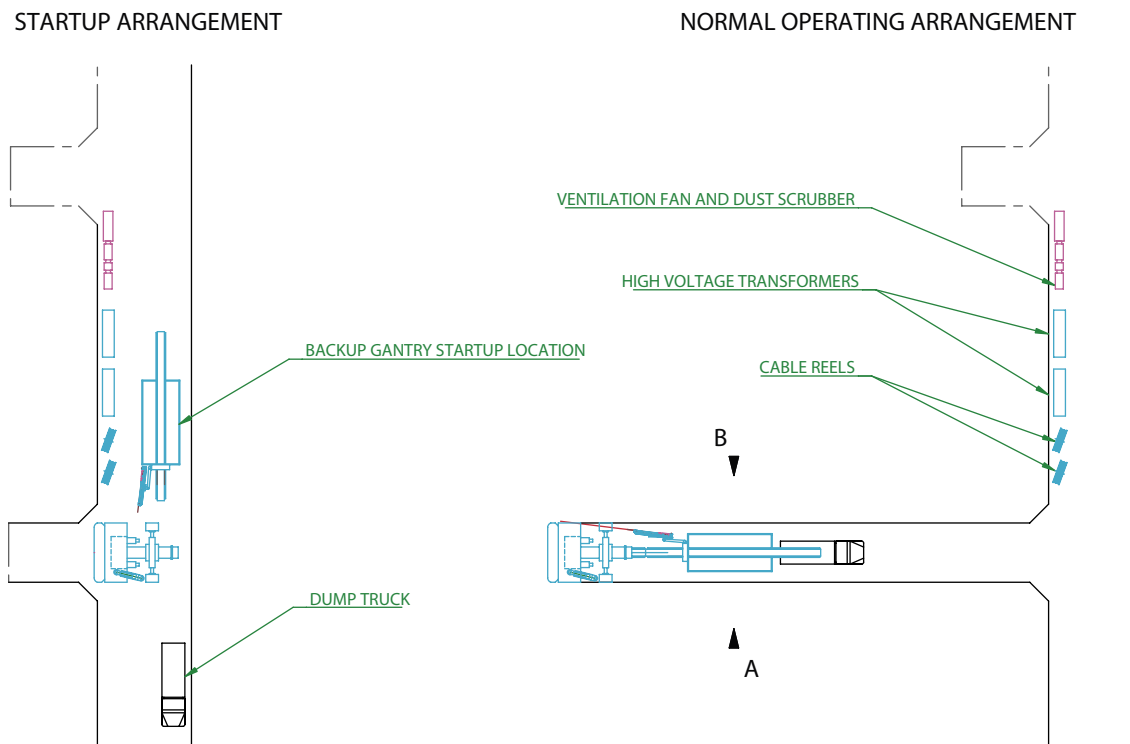 STARTUP ARRANGEMENT
NORMAL OPERATING ARRANGEMENT
VENTILATION FAN AND DUST SCRUBBER
HIGH VOLTAGE TRANSFORMERS
BACKUP GANTRY STARTUP LOCATION
CABLE REELS
B
DUMP TRUCK
A